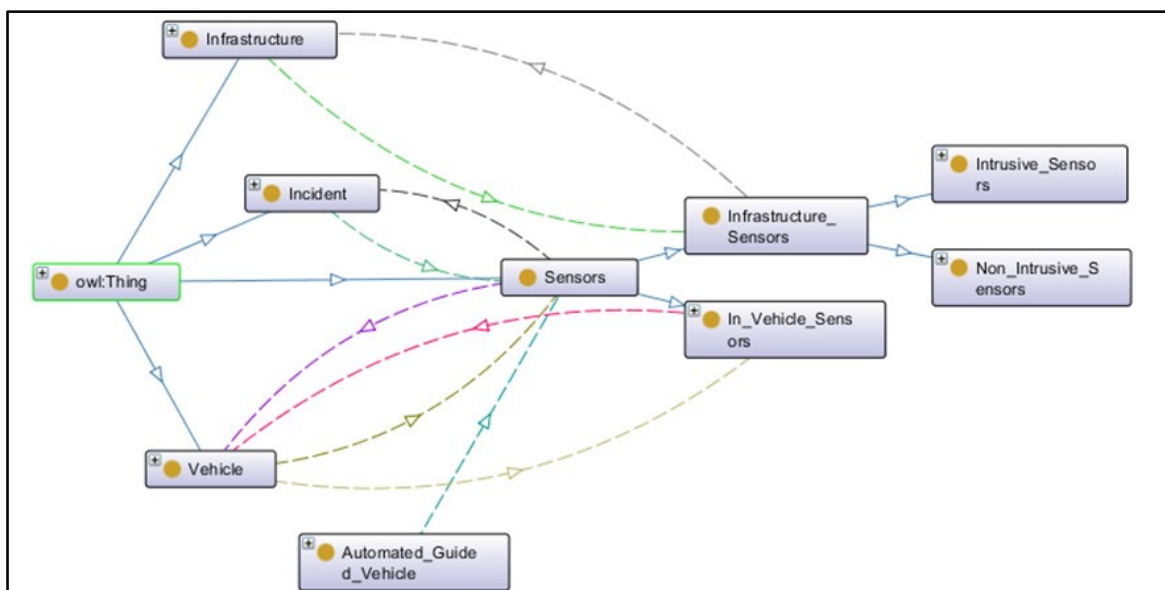 Infrastructure
Incident
Intrusive_Senso
rs
Infrastructure_
Sensors
owl:Thing
Sensors
Non_Intrusive_S
ensors
In_Vehicle_Sens
ors
Vehicle
Automated_Guide
d_Vehicle